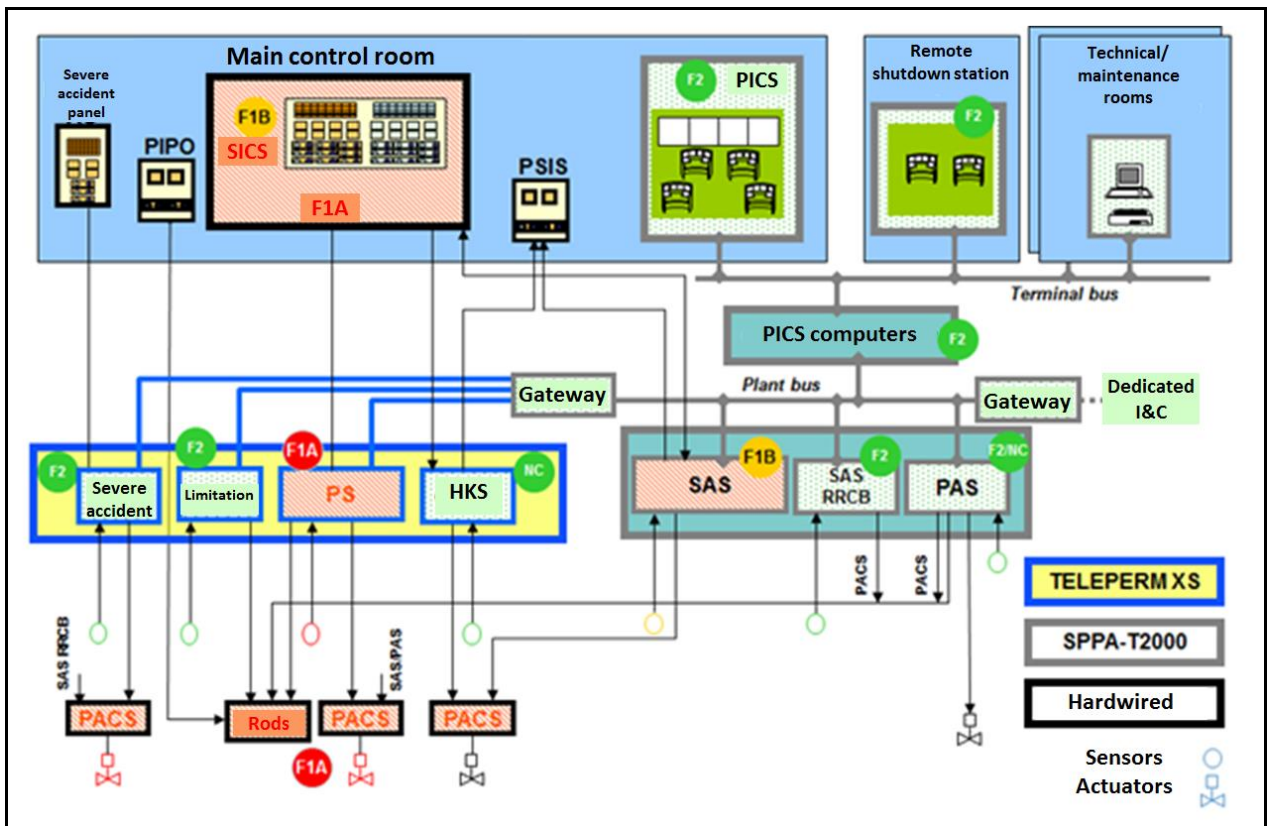 Main control room
Severe
accident
panel
PIPO
F1B
SICS
F1A
PSIS
F2
PICS
Remote
shutdown station
F2
Technical/
maintenance
rooms
Terminal bus
PICS computers
F2
Plant bus
Gateway
Gateway
Dedicated
I&C
F2
Severe
accident
F2
Limitation
F1A
PS
HKS
NC
SAS
F1B
SAS
RRCB
F2
PAS
F2/NC
PACS
PACS
SAS RRCB
SAS/PAS
PACS
Rods
F1A
PACS
PACS
TELEPERM XS
SPPA-T2000
Hardwired
Sensors
Actuators